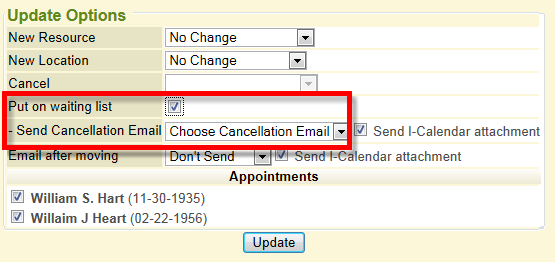 Update Options
New Resource No Change
New Location No Change
Cancel
Put on waiting list
- Send Cancellation Email Choose Cancellation Email Send I-Calendar attachment
Email after moving Don't Send Send I-Calendar attachment
Appointments
William S. Hart (11-30-1935)
Willaim J Heart (02-22-1956)
Update